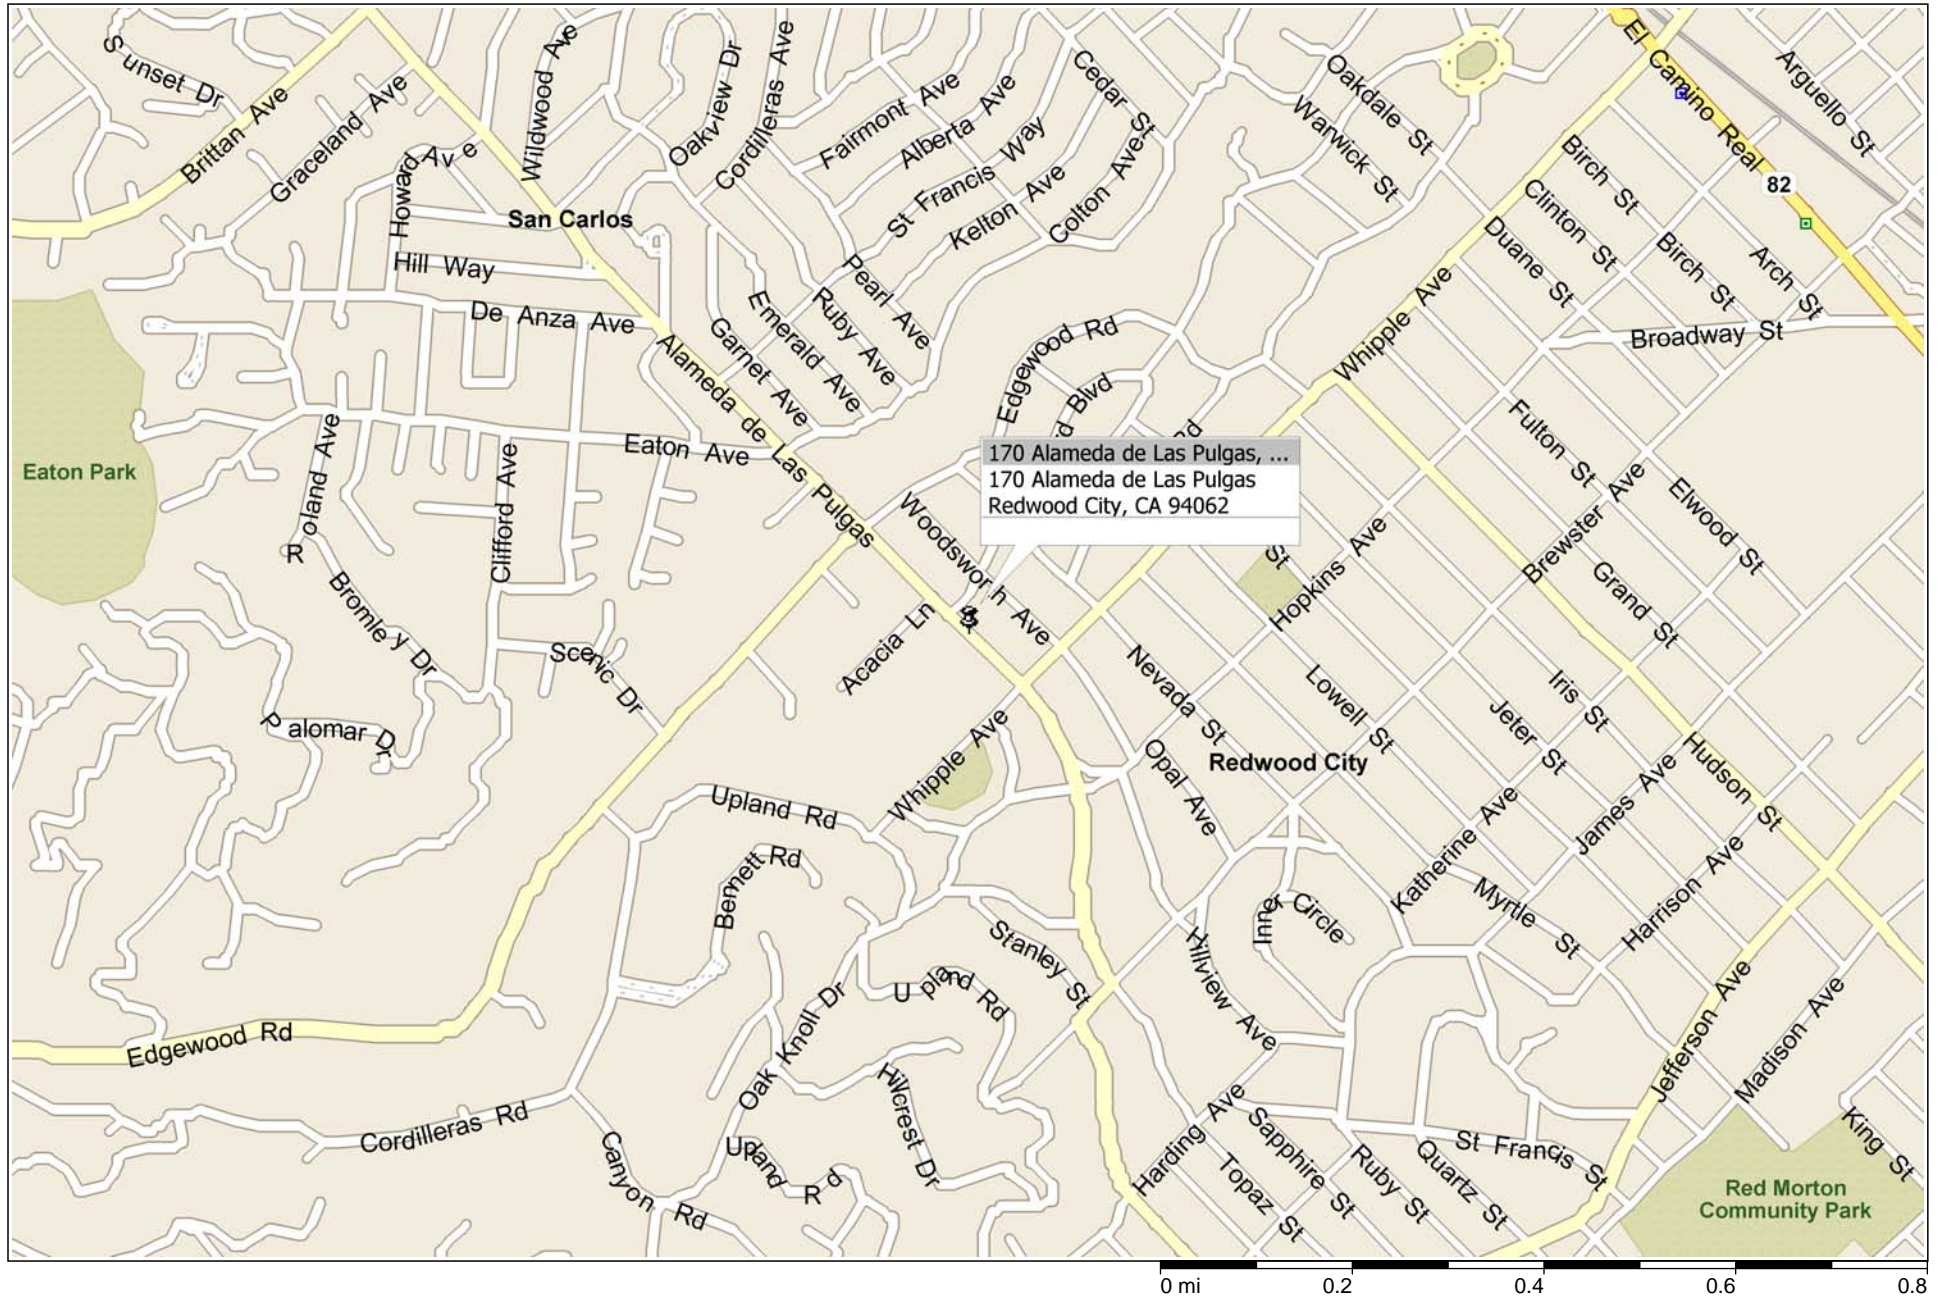 Sunset Dr
Brittan Ave
Graceland Ave
Howard Ave
Wildwood Ave
Oakview Dr
Cordilleras Ave
Fairmont Ave
Alberta Ave
St Francis Way
Kelton Ave
Colton Ave
Cedar St
Oakdale St
Warwick St
El Camino Real
82
Arguello St
Birch St
Clinton St
Duane St
Birch St
Arch St
Broadway St
San Carlos
Hill Way
De Anza Ave
Pearl Ave
Ruby Ave
Emerald Ave
Garnet Ave
Edgewood Rd
Blvd
Whipple Ave
Alameda de Las Pulgas
Eaton Ave
Eaton Park
Roland Ave
Clifford Ave
170 Alameda de Las Pulgas, ...
170 Alameda de Las Pulgas
Redwood City, CA 94062
St
Fulton St
Brewster Ave
Elwood St
Hopkins Ave
Grand St
Woodsworth Ave
Acacia Ln
Bromley Dr
Scenic Dr
Palomar Dr
Nevada St
Lowell St
Iris St
Jeter St
Redwood City
Opal Ave
Whipple Ave
Upland Rd
Bennett Rd
Hudson St
James Ave
Katherine Ave
Harrison Ave
Myrtle St
Inner Circle
Stanley St
Hillview Ave
Upland Rd
Oak Knoll Dr
Edgewood Rd
Jefferson Ave
Madison Ave
Hillcrest Dr
Cordilleras Rd
Canyon Rd
Upland Rd
Harding Ave
Sapphire St
Topaz St
Ruby St
Quartz St
St Francis St
King St
Red Morton
Community Park
0 mi 0.2 0.4 0.6 0.8